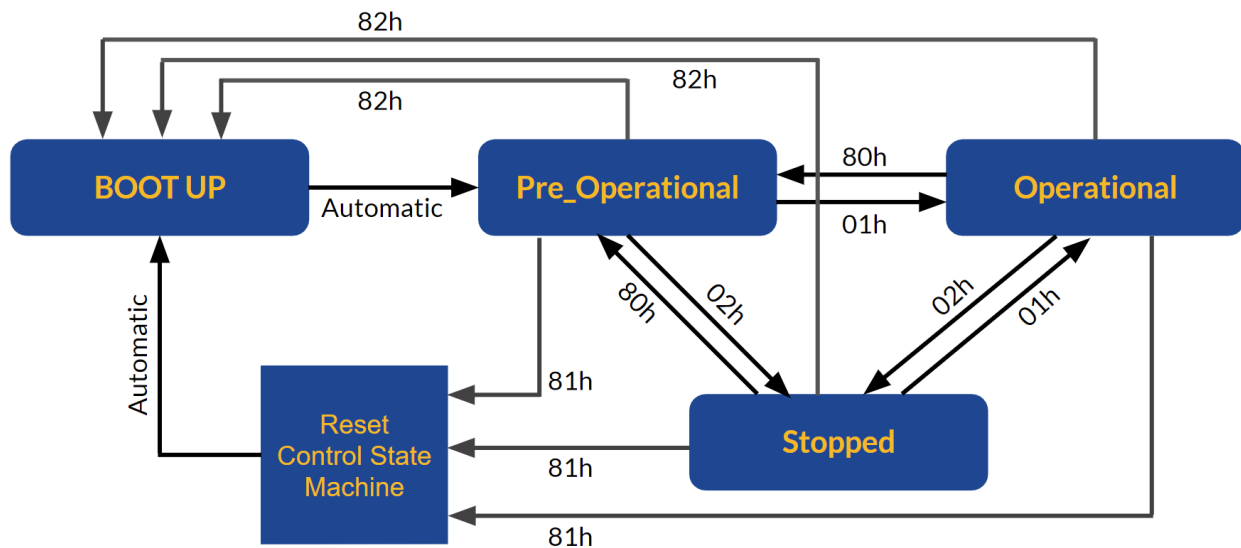 82h
82h
82h
BOOT UP
Automatic
Pre_Operational
80h
01h
Operational
80h
02h
02h
01h
Automatic
81h
Reset
Control State
Machine
Stopped
81h
81h